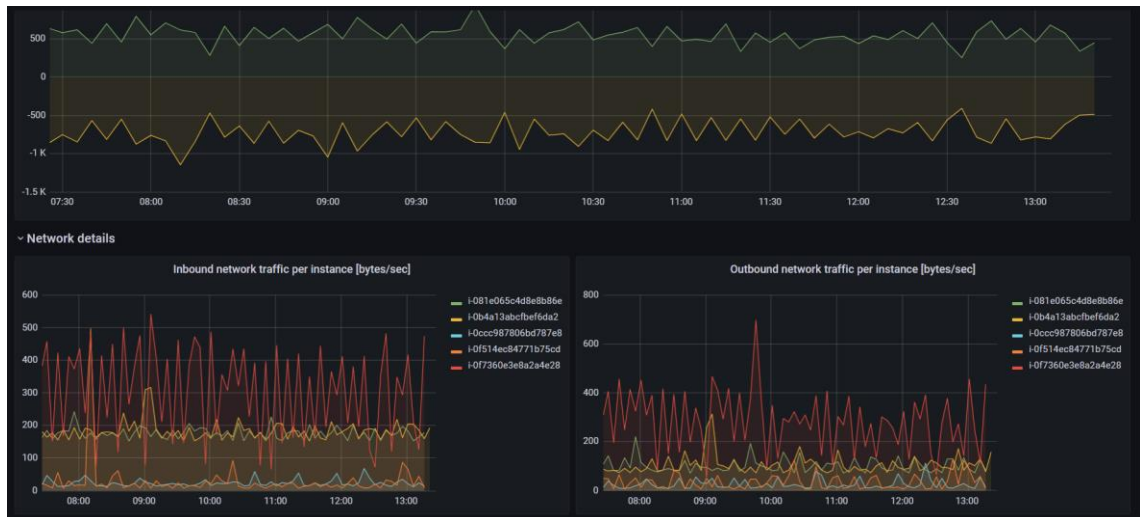 500
0
-500
-1 K
-1.5 K
07:30 08:00 08:30 09:00 09:30 10:00 10:30 11:00 11:30 12:00 12:30 13:00
Network details
Inbound network traffic per instance [bytes/sec]
600
500
400
300
200
100
0
08:00 09:00 10:00 11:00 12:00 13:00
i-081e065c4d8e8b86e
i-0b4a13abcfbef6da2
i-0ccc987806bd787e8
i-0f514ec84771b75cd
i-0f7360e3e8a2a4e28
Outbound network traffic per instance [bytes/sec]
800
600
400
200
0
08:00 09:00 10:00 11:00 12:00 13:00
i-081e065c4d8e8b86e
i-0b4a13abcfbef6da2
i-0ccc987806bd787e8
i-0f514ec84771b75cd
i-0f7360e3e8a2a4e28